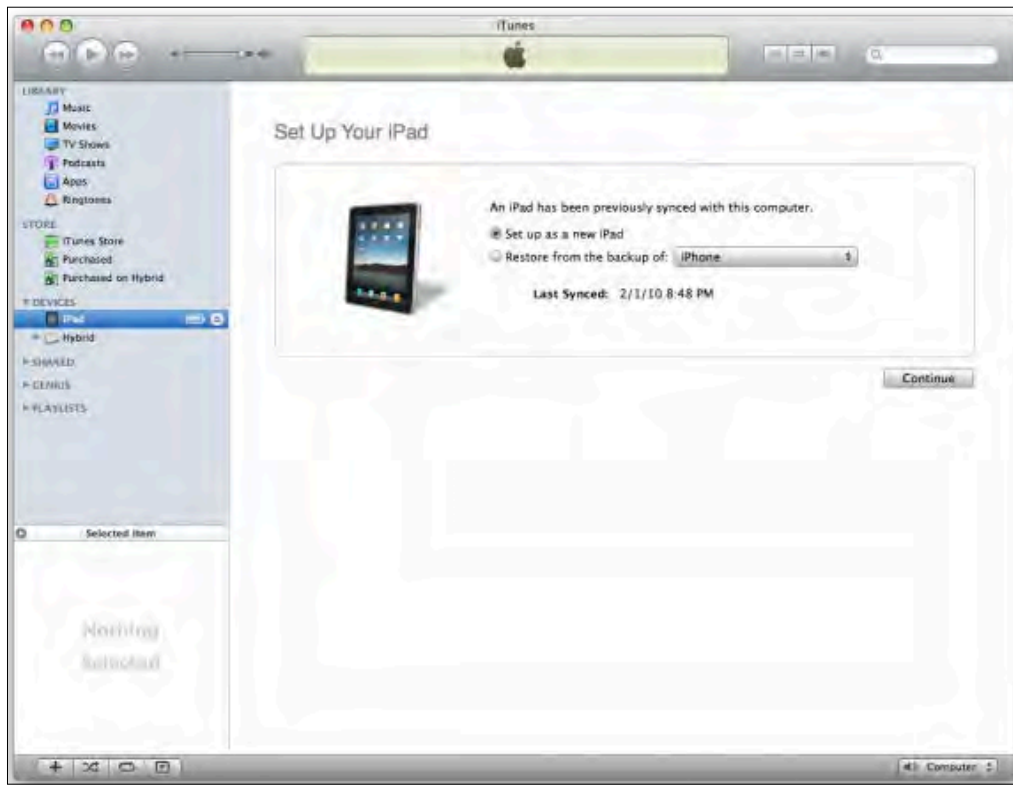 iTunes
LIBRARY
Music
Movies
TV Shows
Podcasts
Apps
Ringtones
STORE
iTunes Store
Purchased
Purchased on Hybrid
DEVICES
iPad
Hybrid
SHARED
GENIUS
PLAYLISTS
Set Up Your iPad
An iPad has been previously synced with this computer.
Set up as a new iPad
Restore from the backup of: iPhone
Last Synced: 2/1/10 8:48 PM
Continue
Selected Item
Nothing
Selected
Computer